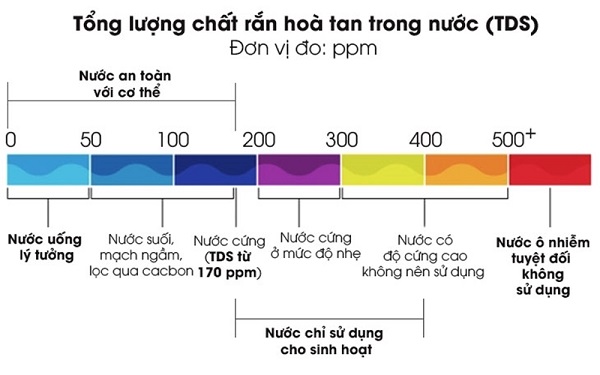 Tổng lượng chất rắn hoà tan trong nước (TDS)
Đơn vị đo: ppm
Nước an toàn
với cơ thể
0 50 100 200 300 400 500+
Nước uống
lý tưởng
Nước suối,
mạch ngầm,
lọc qua cacbon
Nước cứng
(TDS từ
170 ppm)
Nước cứng
ở mức độ nhẹ
Nước có
độ cứng cao
không nên sử dụng
Nước ô nhiễm
tuyệt đối
không
sử dụng
Nước chỉ sử dụng
cho sinh hoạt